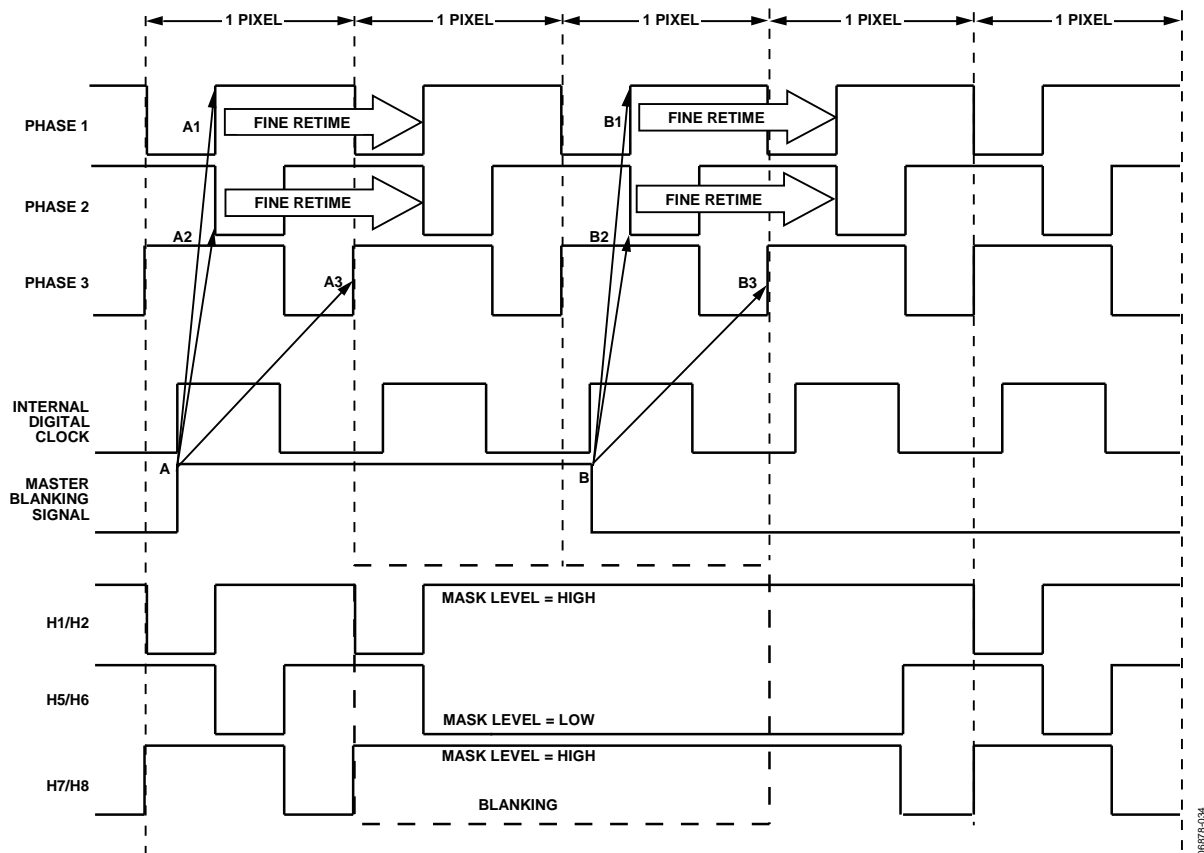 1 PIXEL 1 PIXEL 1 PIXEL 1 PIXEL 1 PIXEL
PHASE 1
A1
FINE RETIME
B1
FINE RETIME
PHASE 2
FINE RETIME
FINE RETIME
A2
B2
PHASE 3
A3
B3
INTERNAL
DIGITAL
CLOCK
A
B
MASTER
BLANKING
SIGNAL
H1/H2
MASK LEVEL = HIGH
H5/H6
MASK LEVEL = LOW
H7/H8
MASK LEVEL = HIGH
BLANKING
06878-034